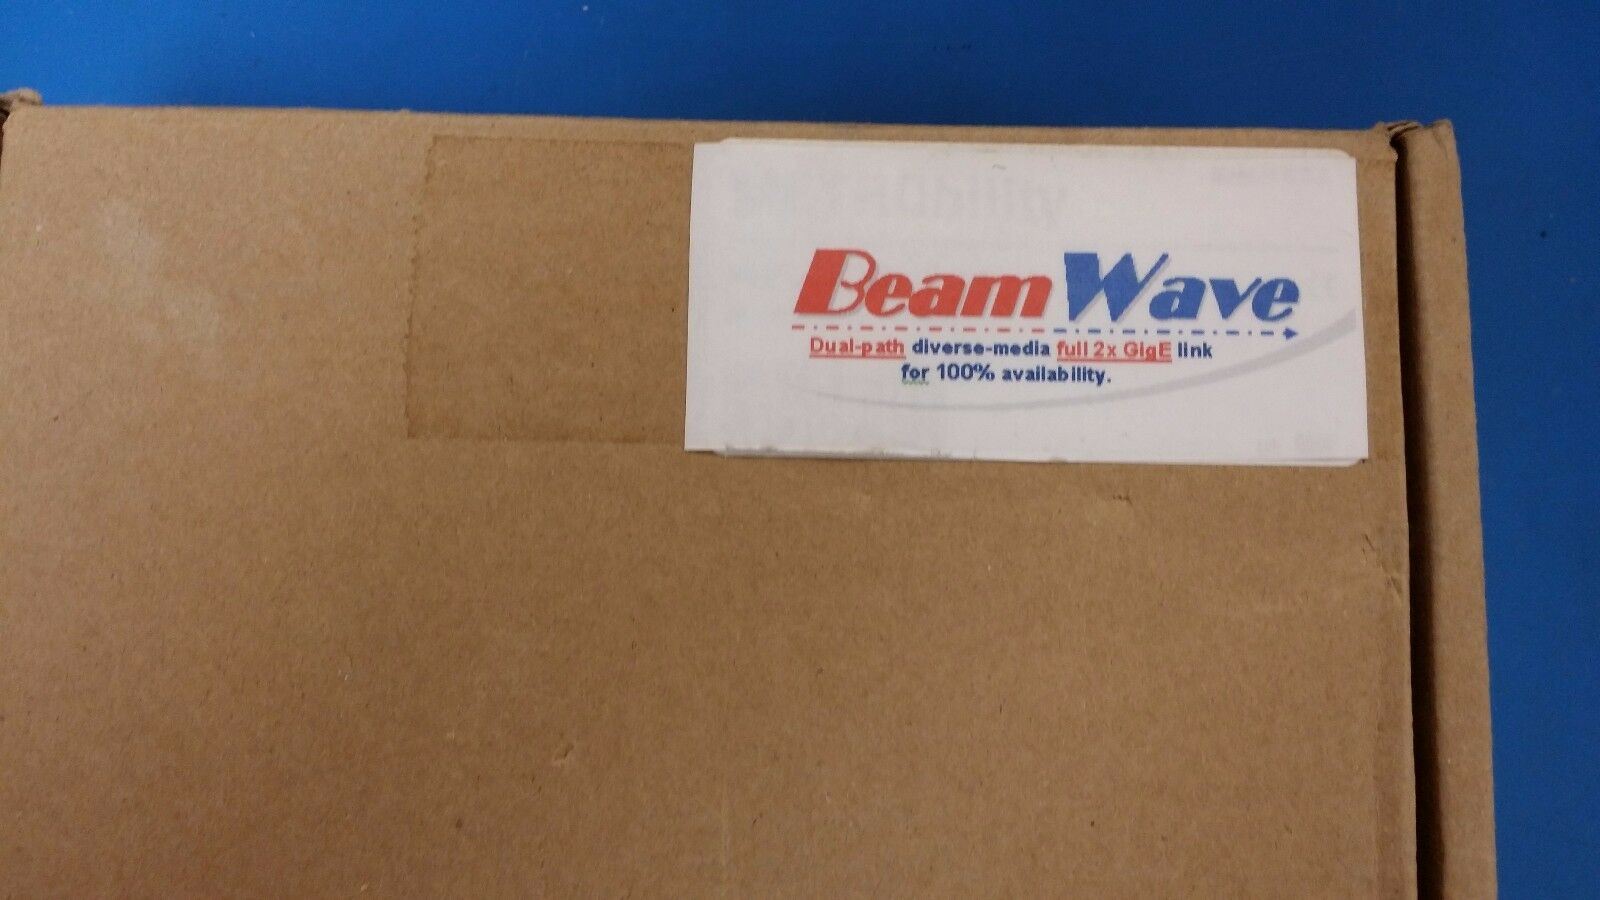 BeamWave
Dual-path diverse-media full 2x GigE link
for 100% availability.